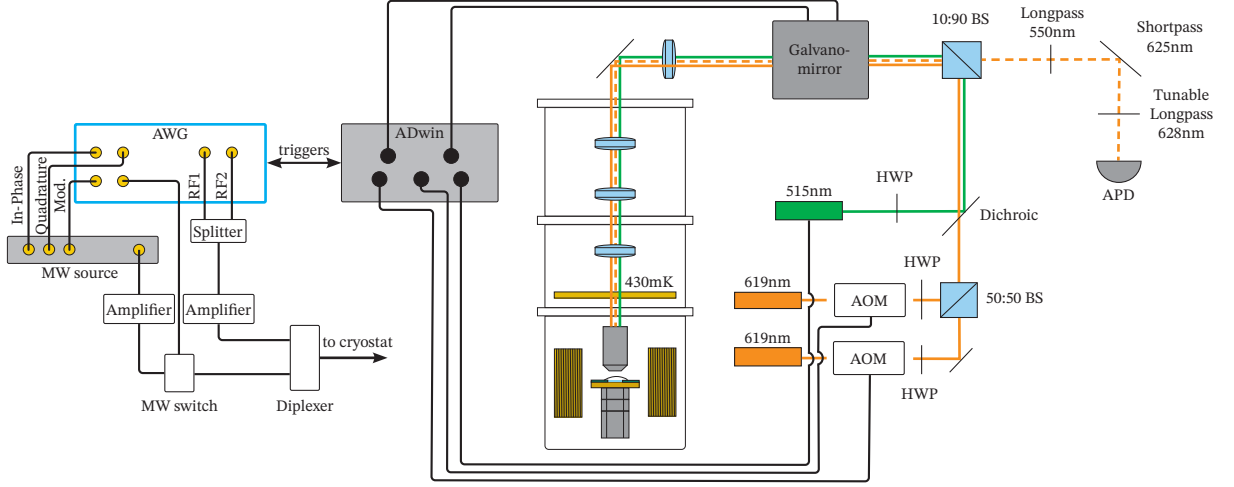 10:90 BS
Longpass
550nm
Shortpass
625nm
Galvano-
mirror
Tunable
Longpass
628nm
APD
AWG
ADwin
triggers
In-Phase
Quadrature
Mod.
RF1
RF2
Splitter
MW source
Amplifier
Amplifier
MW switch
Diplexer
to cryostat
430mK
515nm
HWP
Dichroic
619nm
AOM
HWP
50:50 BS
619nm
AOM
HWP